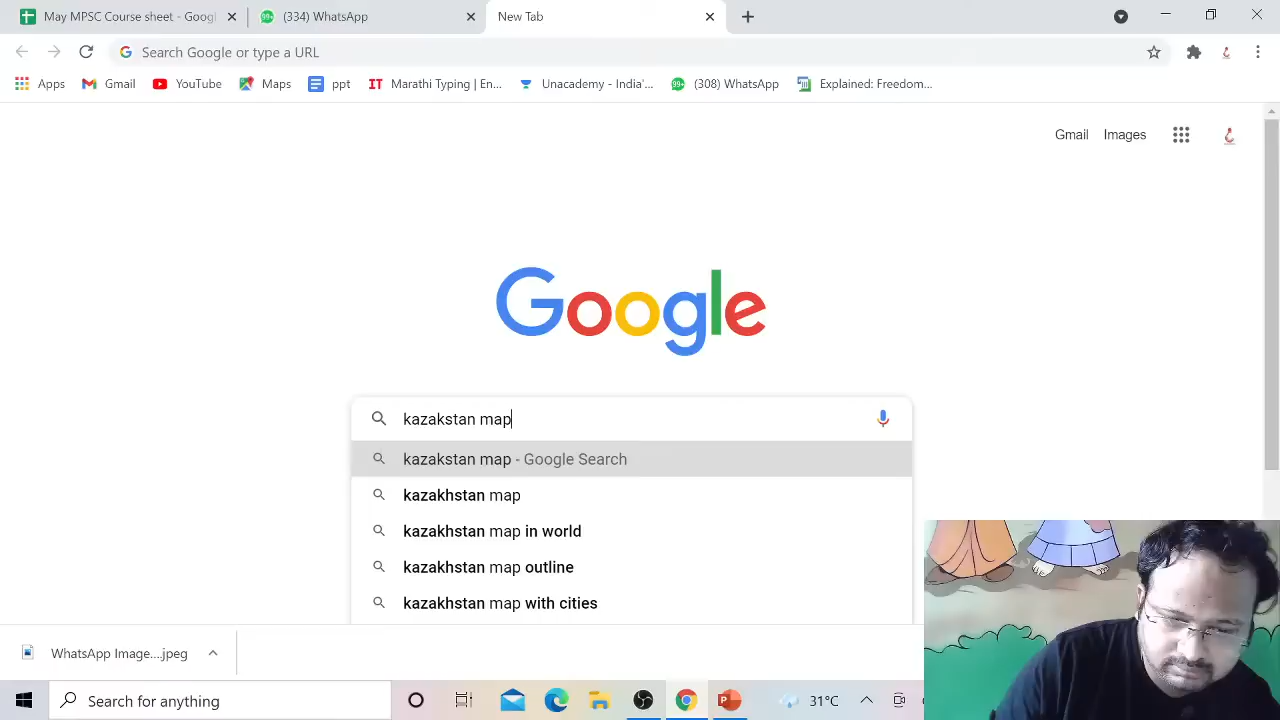 May MPSC Course sheet - Googl
99+ (334) WhatsApp
New Tab
Search Google or type a URL
Apps
Gmail
YouTube
Maps
ppt
IT Marathi Typing | En...
Unacademy - India'...
99+ (308) WhatsApp
Explained: Freedom...
Gmail
Images
Google
kazakstan map
kazakstan map - Google Search
kazakhstan map
kazakhstan map in world
kazakhstan map outline
kazakhstan map with cities
WhatsApp Image....jpeg
Search for anything
31°C